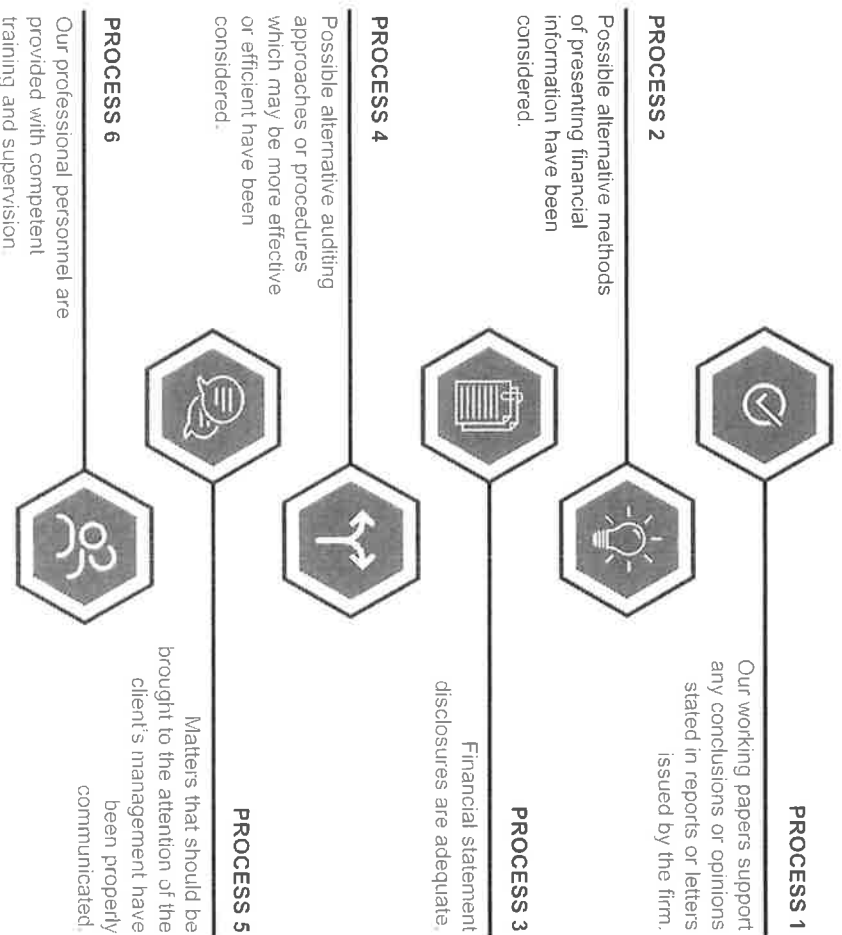 PROCESS 1
Our working papers support
any conclusions or opinions
stated in reports or letters
issued by the firm.
PROCESS 2
Possible alternative methods
of presenting financial
information have been
considered.
PROCESS 3
Financial statement
disclosures are adequate.
PROCESS 4
Possible alternative auditing
approaches or procedures
which may be more effective
or efficient have been
considered.
PROCESS 5
Matters that should be
brought to the attention of the
client's management have
been properly
communicated.
PROCESS 6
Our professional personnel are
provided with competent
training and supervision.